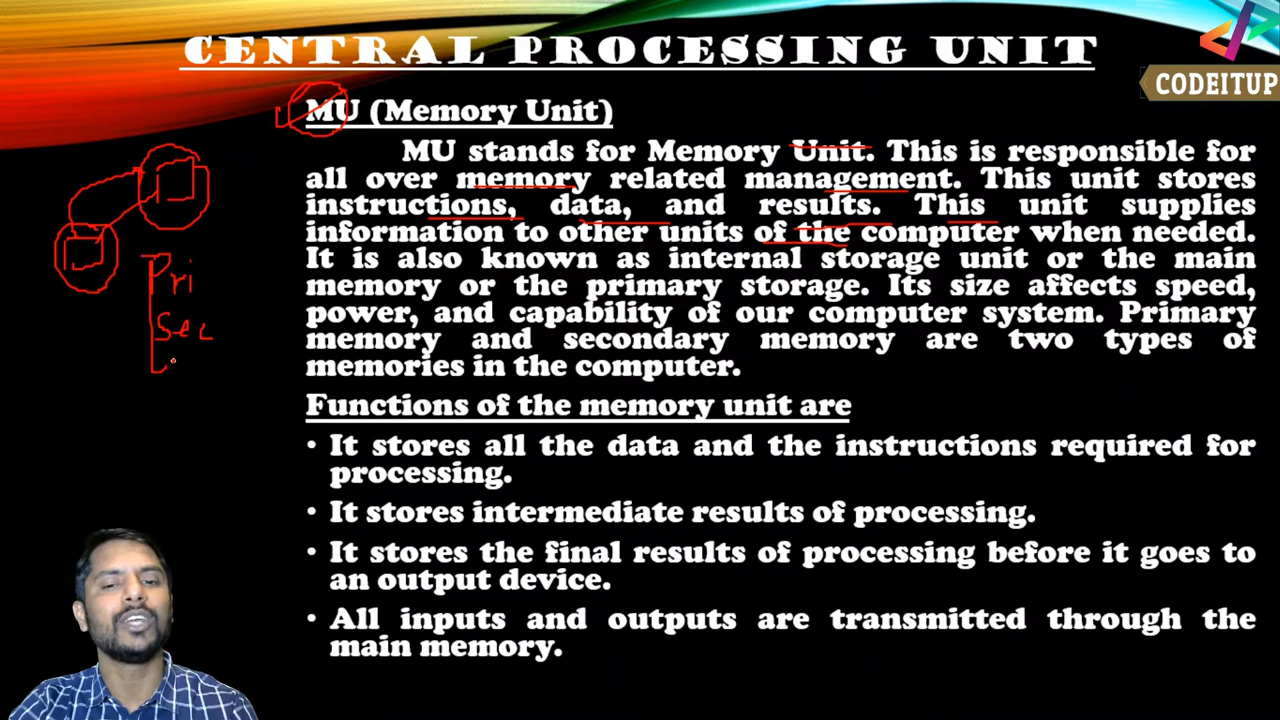 CENTRAL PROCESSING UNIT
CODEITUP
MU (Memory Unit)
MU stands for Memory Unit. This is responsible for
all over memory related management. This unit stores
instructions, data, and results. This unit supplies
information to other units of the computer when needed.
It is also known as internal storage unit or the main
memory or the primary storage. Its size affects speed,
power, and capability of our computer system. Primary
memory and secondary memory are two types of
memories in the computer.
Pri
Sec
Functions of the memory unit are
• It stores all the data and the instructions required for
processing.
• It stores intermediate results of processing.
• It stores the final results of processing before it goes to
an output device.
• All inputs and outputs are transmitted through the
main memory.